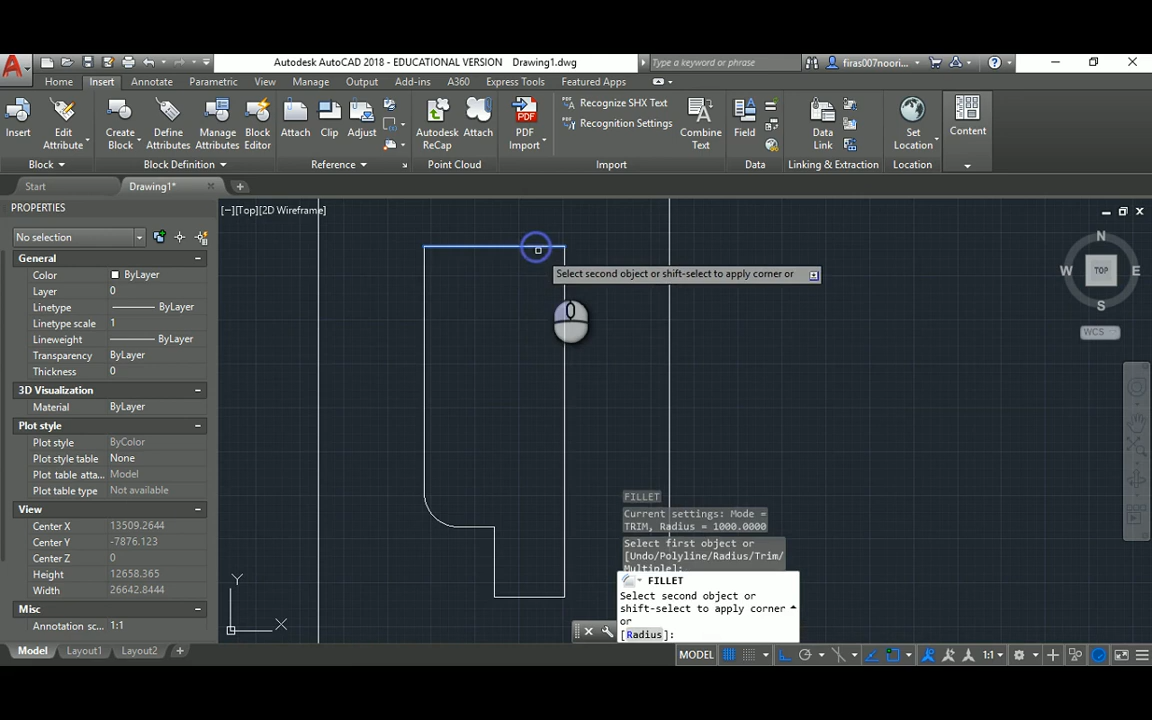 A
Autodesk AutoCAD 2018 - EDUCATIONAL VERSION Drawing1.dwg
Type a keyword or phrase
firas007noori...
Home Insert Annotate Parametric View Manage Output Add-ins A360 Express Tools Featured Apps
Insert
Edit
Attribute
Create
Block
Define
Attributes
Manage
Attributes
Block
Editor
Attach
Clip
Adjust
Autodesk
ReCap
Attach
PDF
Import
Recognize SHX Text
Recognition Settings
Combine
Text
Field
Data
Link
Set
Location
Content
Block
Block Definition
Reference
Point Cloud
Import
Data
Linking & Extraction
Location
Start
Drawing1*
PROPERTIES
No selection
General
Color ByLayer
Layer 0
Linetype ByLayer
Linetype scale 1
Lineweight ByLayer
Transparency ByLayer
Thickness 0
3D Visualization
Material ByLayer
Plot style
Plot style ByColor
Plot style table None
Plot table atta... Model
Plot table type Not available
View
Center X 13509.2644
Center Y -7876.123
Center Z 0
Height 12658.365
Width 26642.8444
Misc
Annotation sc... 1:1
[−][Top][2D Wireframe]
Select second object or shift-select to apply corner or
N
W TOP E
S
WCS
Y
X
FILLET
Current settings: Mode =
TRIM, Radius = 1000.0000
Select first object or
[Undo/Polyline/Radius/Trim/
Multiple]:
FILLET
Select second object or
shift-select to apply corner
or
[Radius]:
Model Layout1 Layout2
MODEL
1:1